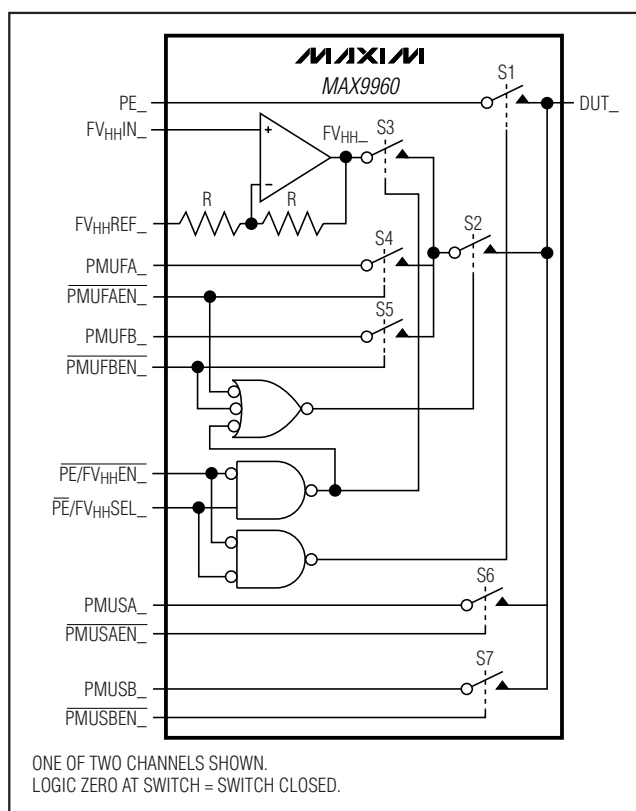 MAXIM
MAX9960
S1
PE_
DUT_
FVHHIN_
FVHH_
S3
+
−
R
R
FVHHREF_
S2
PMUFA_
S4
PMUFAEN_
S5
PMUFB_
PMUFBEN_
PE/FVHHEN_
PE/FVHHSEL_
S6
PMUSA_
PMUSAEN_
S7
PMUSB_
PMUSBEN_
ONE OF TWO CHANNELS SHOWN.
LOGIC ZERO AT SWITCH = SWITCH CLOSED.